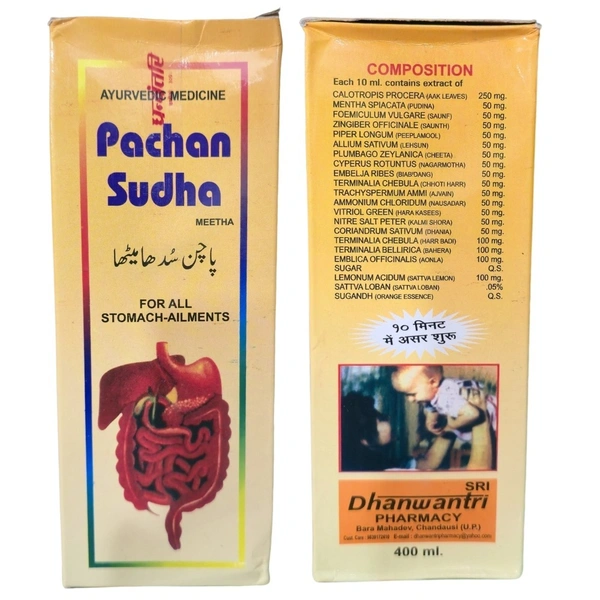 धन्वंतरि
AYURVEDIC MEDICINE
Pachan
Sudha
MEETHA
پاچن سُدھا میٹھا
FOR ALL
STOMACH-AILMENTS
COMPOSITION
Each 10 ml. contains extract of
CALOTROPIS PROCERA (AAK LEAVES) 250 mg.
MENTHA SPIACATA (PUDINA) 50 mg.
FOEMICULUM VULGARE (SAUNF) 50 mg.
ZINGIBER OFFICINALE (SAUNTH) 50 mg.
PIPER LONGUM (PEEPLAMOOL) 50 mg.
ALLIUM SATIVUM (LEHSUN) 50 mg.
PLUMBAGO ZEYLANICA (CHEETA) 50 mg.
CYPERUS ROTUNTUS (NAGARMOTHA) 50 mg.
EMBELJA RIBES (BIAB'DANG) 50 mg.
TERMINALIA CHEBULA (CHHOTI HARR) 50 mg.
TRACHYSPERMUM AMMI (AJVAIN) 50 mg.
AMMONIUM CHLORIDUM (NAUSADAR) 50 mg.
VITRIOL GREEN (HARA KASEES) 50 mg.
NITRE SALT PETER (KALMI SHORA) 50 mg.
CORIANDRUM SATIVUM (DHANIA) 50 mg.
TERMINALIA CHEBULA (HARR BADI) 100 mg.
TERMINALIA BELLIRICA (BAHERA) 100 mg.
EMBLICA OFFICINALIS (AONLA) 100 mg.
SUGAR Q.S.
LEMONUM ACIDUM (SATTVA LEMON) 100 mg.
SATTVA LOBAN (SATTVA LOBAN) .05%
SUGANDH (ORANGE ESSENCE) Q.S.
१० मिनट
में असर शुरू
SRI
Dhanwantri
PHARMACY
Bara Mahadev, Chandausi (U.P.)
400 ml.